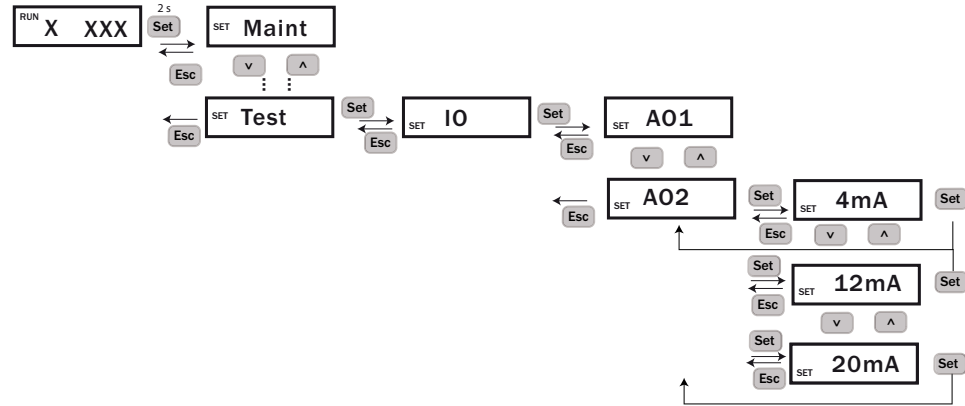 2 s
RUN X XXX Set SET Maint
Esc v ^
SET Test Set SET IO Set SET AO1
Esc Esc Esc
v ^
SET AO2 Set SET 4mA Set
Esc Esc v ^
Set SET 12mA Set
Esc
v ^
Set SET 20mA Set
Esc